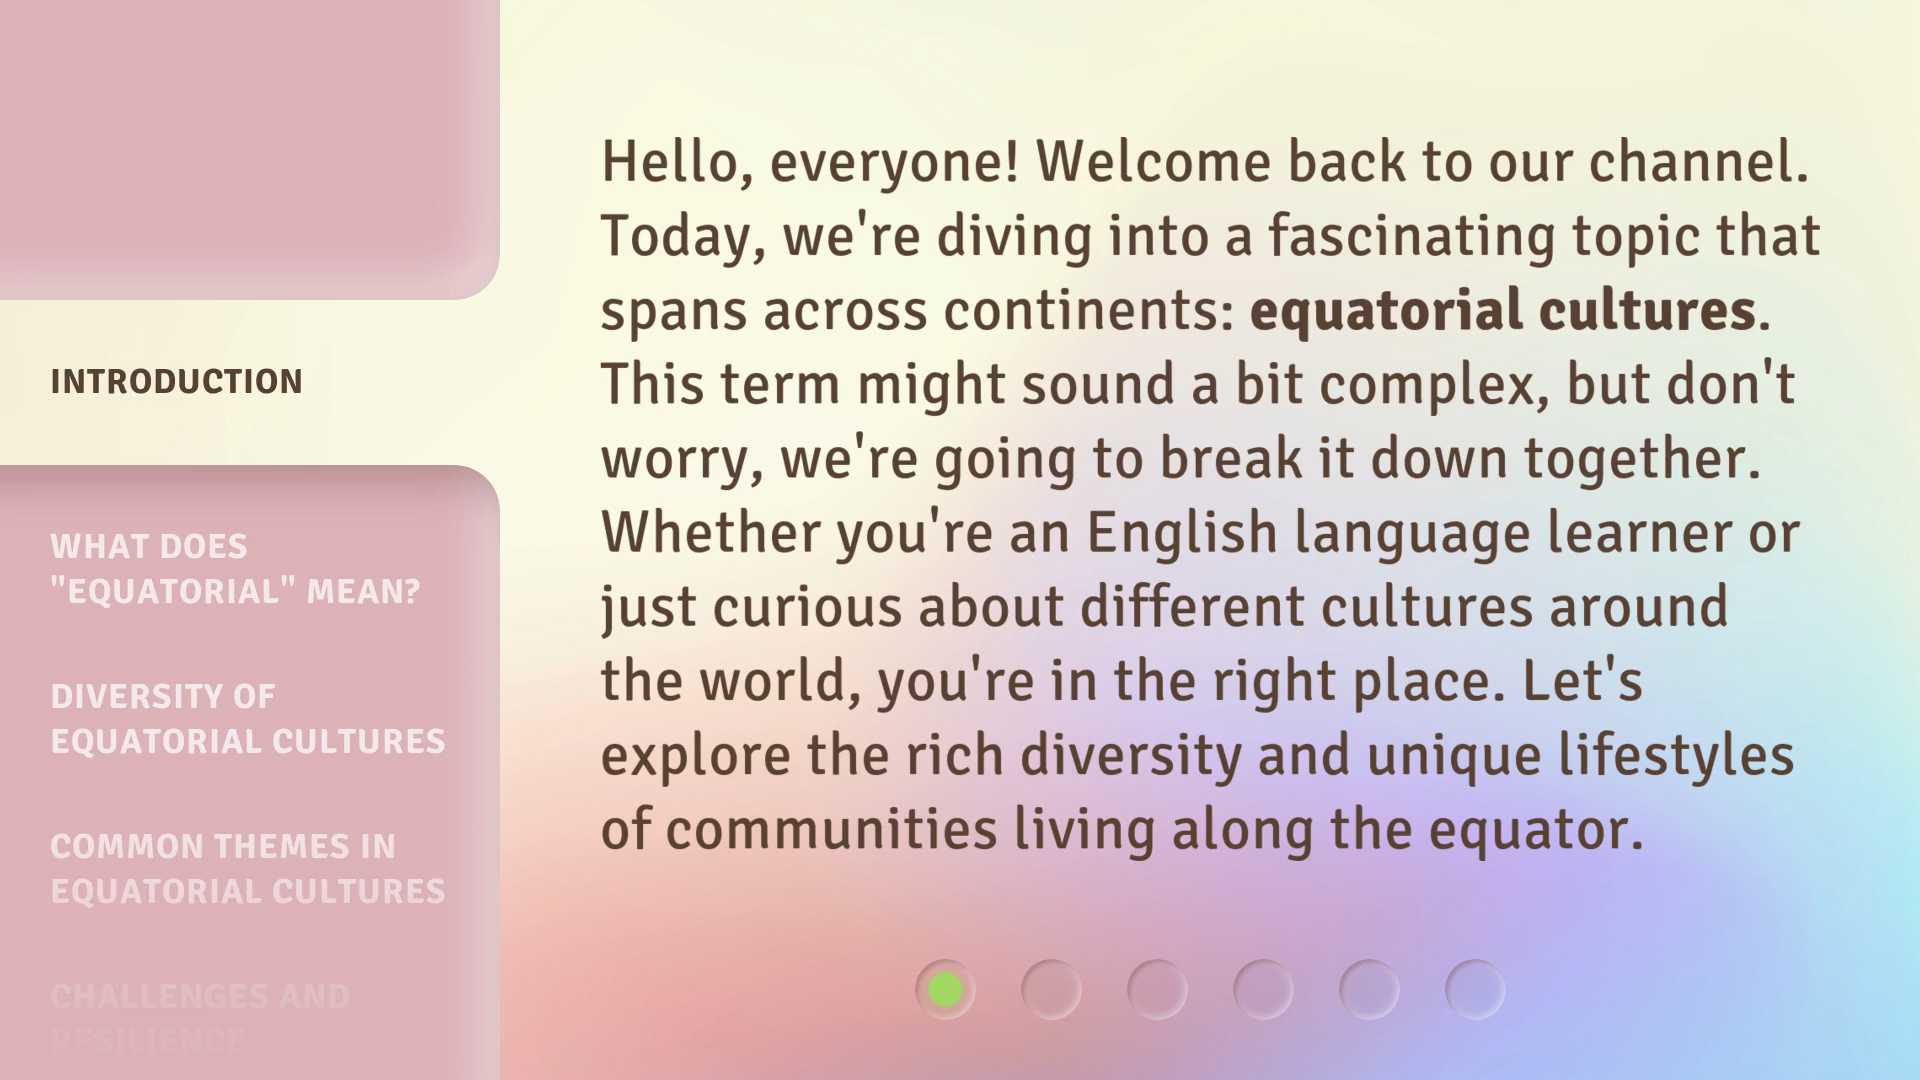 INTRODUCTION
WHAT DOES
"EQUATORIAL" MEAN?
DIVERSITY OF
EQUATORIAL CULTURES
COMMON THEMES IN
EQUATORIAL CULTURES
CHALLENGES AND
RESILIENCE
Hello, everyone! Welcome back to our channel.
Today, we're diving into a fascinating topic that
spans across continents: equatorial cultures.
This term might sound a bit complex, but don't
worry, we're going to break it down together.
Whether you're an English language learner or
just curious about different cultures around
the world, you're in the right place. Let's
explore the rich diversity and unique lifestyles
of communities living along the equator.